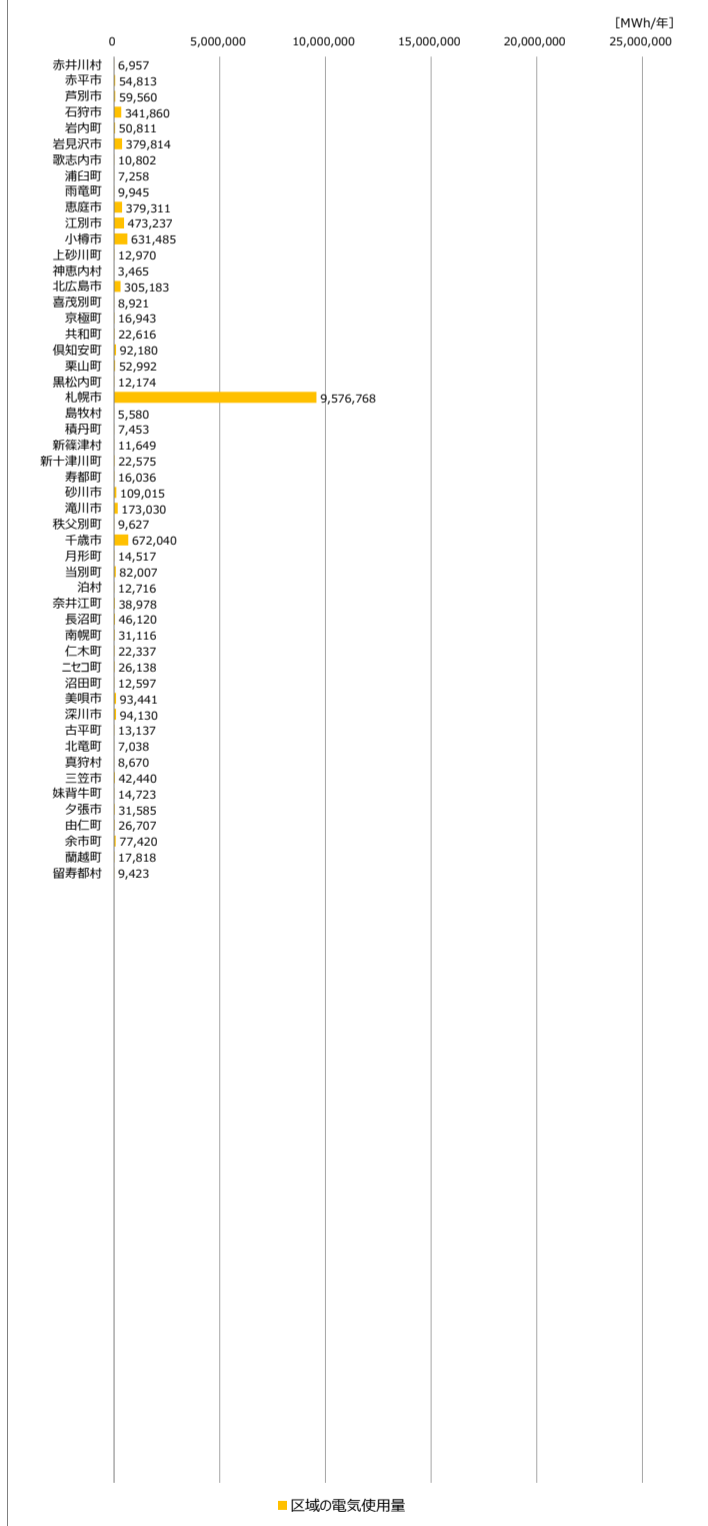 [MWh/年]
0 5,000,000 10,000,000 15,000,000 20,000,000 25,000,000
赤井川村 6,957
赤平市 54,813
芦別市 59,560
石狩市 341,860
岩内町 50,811
岩見沢市 379,814
歌志内市 10,802
浦臼町 7,258
雨竜町 9,945
恵庭市 379,311
江別市 473,237
小樽市 631,485
上砂川町 12,970
神恵内村 3,465
北広島市 305,183
喜茂別町 8,921
京極町 16,943
共和町 22,616
倶知安町 92,180
栗山町 52,992
黒松内町 12,174
札幌市 9,576,768
島牧村 5,580
積丹町 7,453
新篠津村 11,649
新十津川町 22,575
寿都町 16,036
砂川市 109,015
滝川市 173,030
秩父別町 9,627
千歳市 672,040
月形町 14,517
当別町 82,007
泊村 12,716
奈井江町 38,978
長沼町 46,120
南幌町 31,116
仁木町 22,337
ニセコ町 26,138
沼田町 12,597
美唄市 93,441
深川市 94,130
古平町 13,137
北竜町 7,038
真狩村 8,670
三笠市 42,440
妹背牛町 14,723
夕張市 31,585
由仁町 26,707
余市町 77,420
蘭越町 17,818
留寿都村 9,423
区域の電気使用量